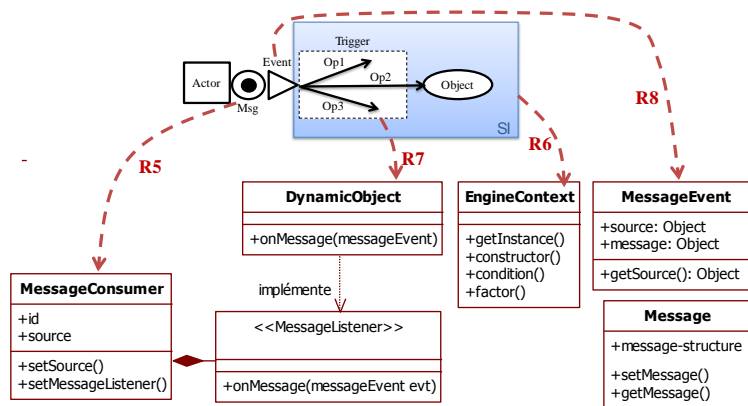 Trigger
Event
Op1
Op2
Op3
Actor
Msg
Object
SI
R5
R7
R6
R8
DynamicObject
+onMessage(messageEvent)
EngineContext
+getInstance()
+constructor()
+condition()
+factor()
MessageEvent
+source: Object
+message: Object
+getSource(): Object
MessageConsumer
+id
+source
+setSource()
+setMessageListener()
implémente
<<MessageListener>>
+onMessage(messageEvent evt)
Message
+message-structure
+setMessage()
+getMessage()